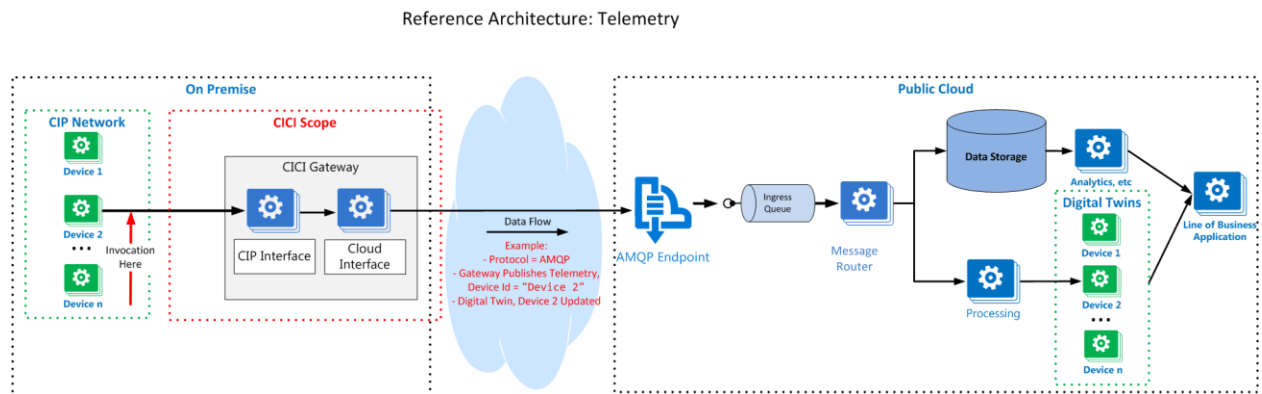 Reference Architecture: Telemetry
On Premise
CIP Network
Device 1
Device 2
•••
Device n
Invocation
Here
CICI Scope
CICI Gateway
CIP Interface
Cloud
Interface
Data Flow
Example:
- Protocol = AMQP
- Gateway Publishes Telemetry,
Device Id = "Device 2"
- Digital Twin, Device 2 Updated
Public Cloud
AMQP Endpoint
Ingress
Queue
Message
Router
Data Storage
Analytics, etc
Processing
Digital Twins
Device 1
Device 2
•••
Device n
Line of Business
Application